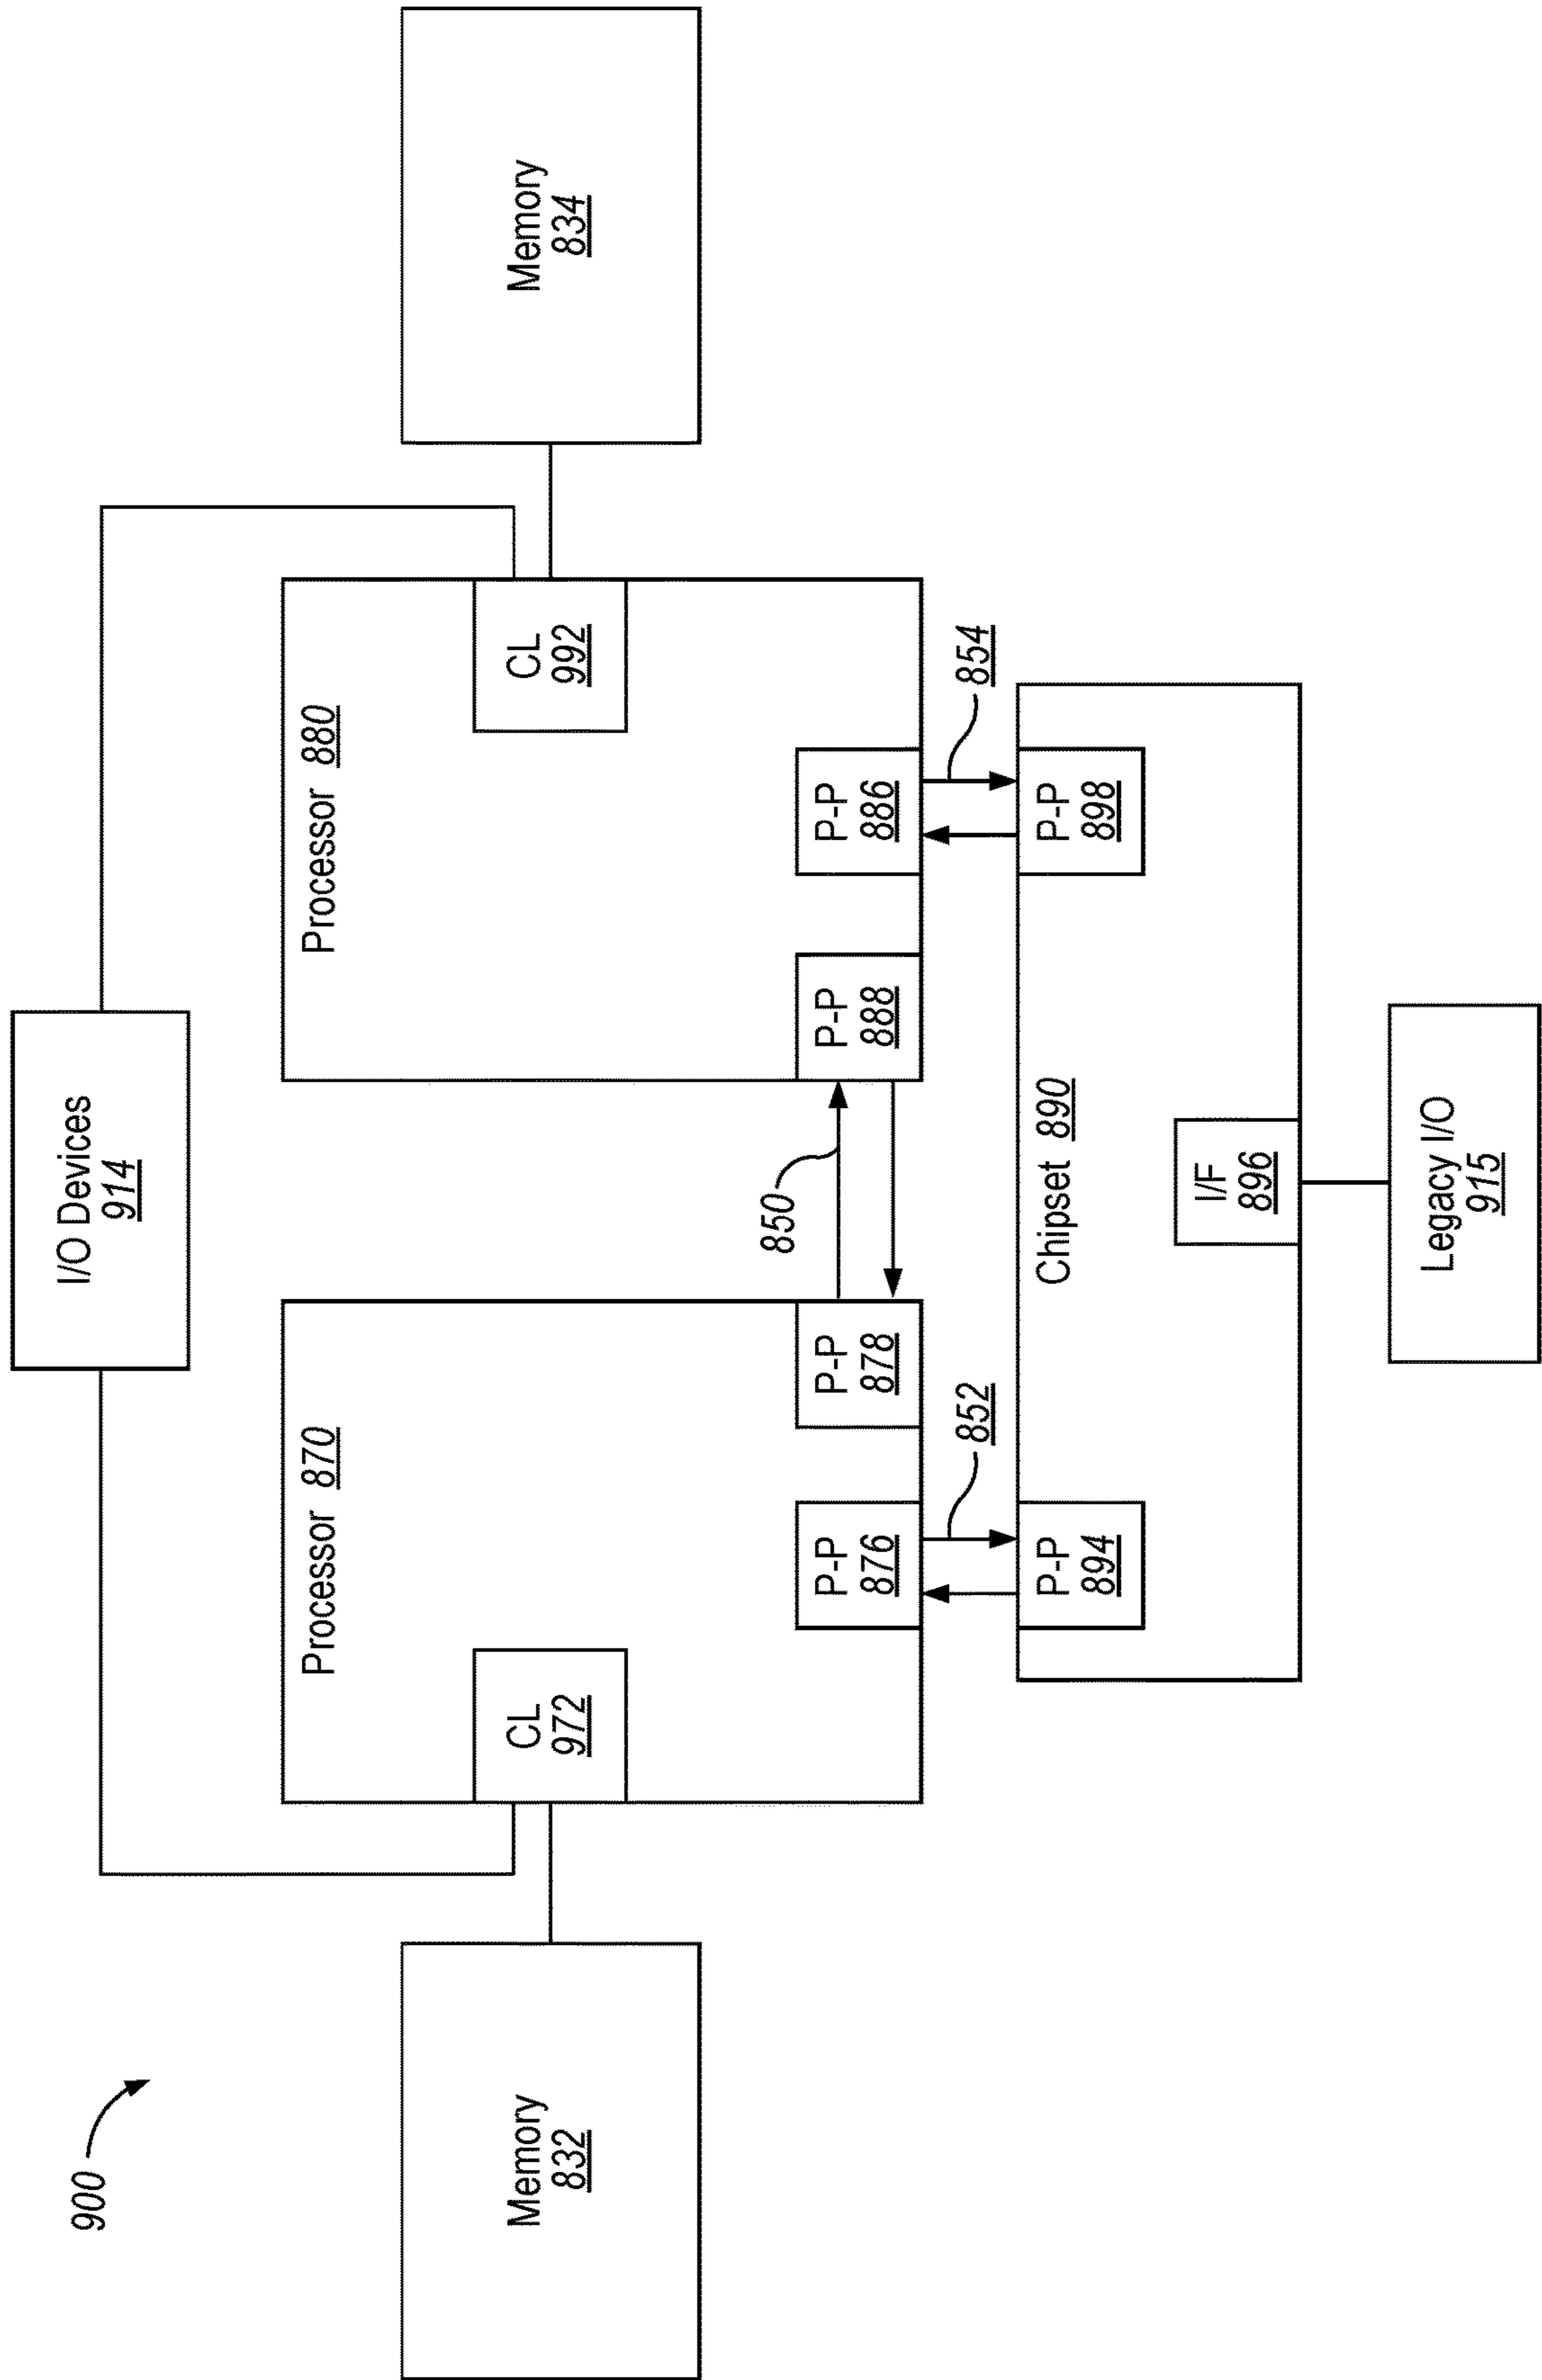 900
I/O Devices
914
Memory
832
Processor 870
CL
972
P-P
876
P-P
878
850
Processor 880
CL
992
P-P
888
P-P
886
Memory
834
852
854
P-P
894
Chipset 890
P-P
898
I/F
896
Legacy I/O
915